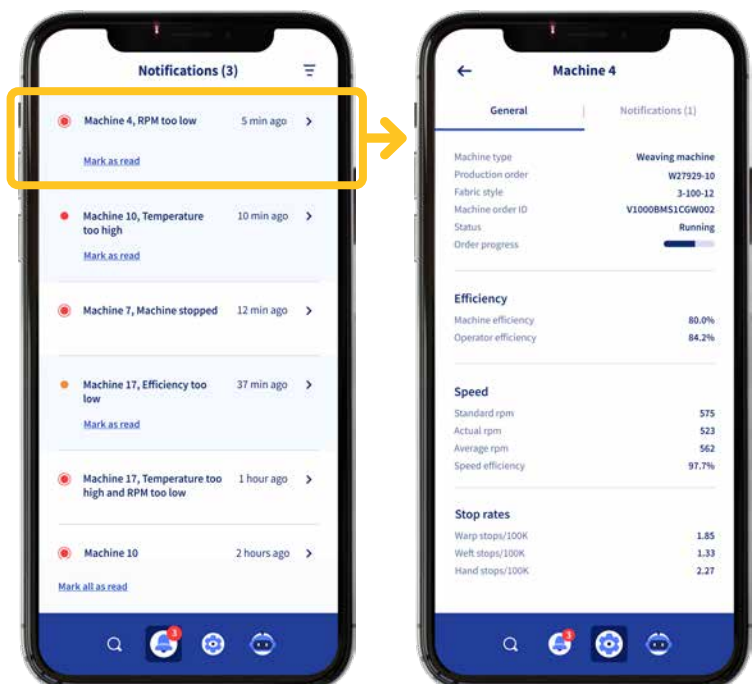 Notifications (3)
Machine 4, RPM too low 5 min ago
Mark as read
Machine 10, Temperature 10 min ago
too high
Mark as read
Machine 7, Machine stopped 12 min ago
Machine 17, Efficiency too 37 min ago
low
Mark as read
Machine 17, Temperature too 1 hour ago
high and RPM too low
Machine 10 2 hours ago
Mark all as read
3
Machine 4
General Notifications (1)
Machine type Weaving machine
Production order W27929-10
Fabric style 3-100-12
Machine order ID V1000BMS1CGW002
Status Running
Order progress
Efficiency
Machine efficiency 80.0%
Operator efficiency 84.2%
Speed
Standard rpm 575
Actual rpm 523
Average rpm 562
Speed efficiency 97.7%
Stop rates
Warp stops/100K 1.85
Weft stops/100K 1.33
Hand stops/100K 2.27
3